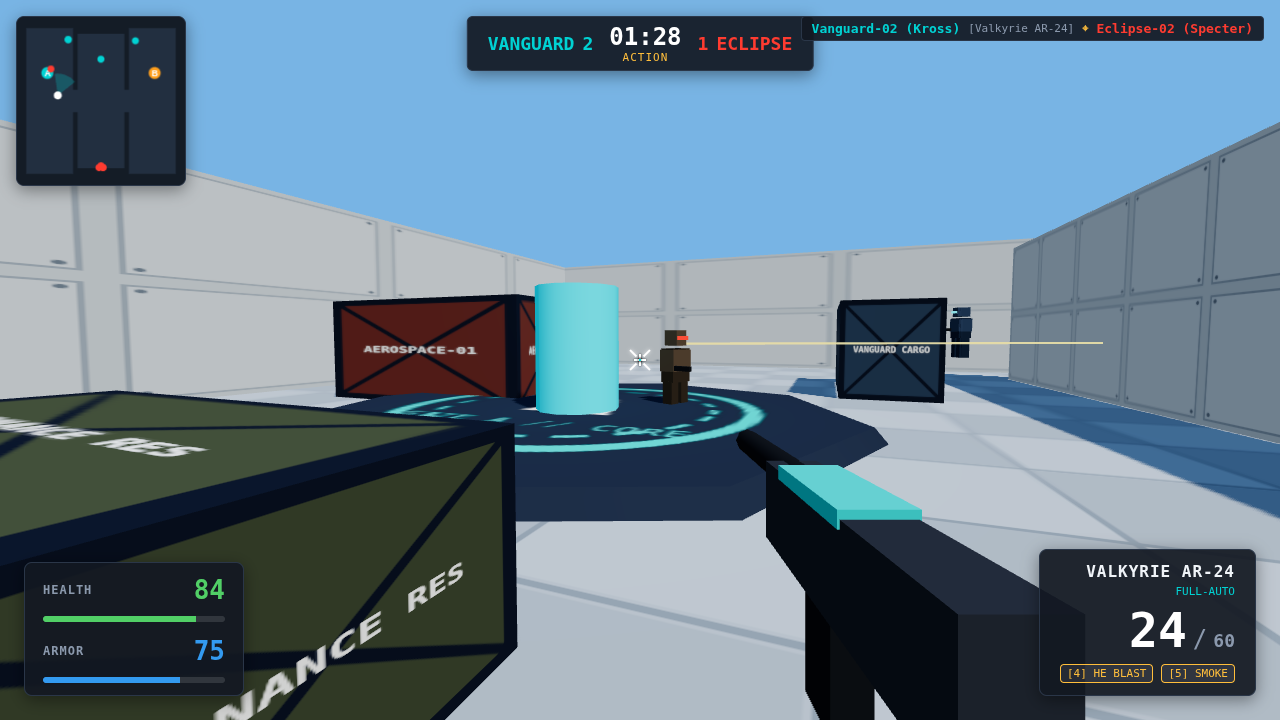 A
B
VANGUARD 2 01:28 1 ECLIPSE
ACTION
Vanguard-02 (Kross) [Valkyrie AR-24] ✦ Eclipse-02 (Specter)
AEROSPACE-01
VANGUARD CARGO
CORE
RES
NANCE RES
HEALTH 84
ARMOR 75
VALKYRIE AR-24
FULL-AUTO
24 / 60
[4] HE BLAST [5] SMOKE